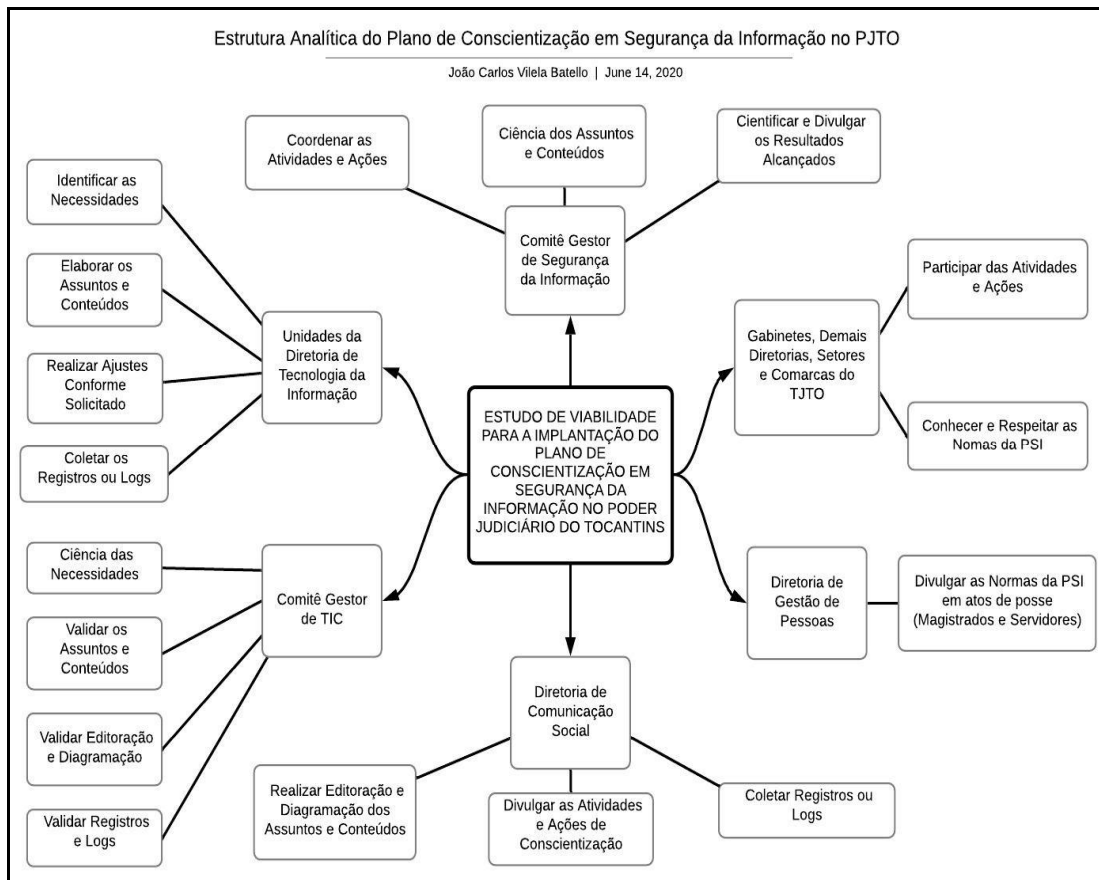 Estrutura Analítica do Plano de Conscientização em Segurança da Informação no PJTO
João Carlos Vilela Batello | June 14, 2020
Coordenar as
Atividades e Ações
Ciência dos Assuntos
e Conteúdos
Cientificar e Divulgar
os Resultados
Alcançados
Comitê Gestor
de Segurança
da Informação
Identificar as
Necessidades
Elaborar os
Assuntos e
Conteúdos
Realizar Ajustes
Conforme
Solicitado
Coletar os
Registros ou Logs
Unidades da
Diretoria de
Tecnologia da
Informação
Gabinetes, Demais
Diretorias, Setores
e Comarcas do
TJTO
Participar das Atividades
e Ações
Conhecer e Respeitar as
Nomas da PSI
ESTUDO DE VIABILIDADE
PARA A IMPLANTAÇÃO DO
PLANO DE
CONSCIENTIZAÇÃO EM
SEGURANÇA DA
INFORMAÇÃO NO PODER
JUDICIÁRIO DO TOCANTINS
Ciência das
Necessidades
Validar os
Assuntos e
Conteúdos
Validar Editoração
e Diagramação
Validar Registros
e Logs
Comitê Gestor
de TIC
Diretoria de
Gestão de
Pessoas
Divulgar as Normas da PSI
em atos de posse
(Magistrados e Servidores)
Diretoria de
Comunicação
Social
Realizar Editoração e
Diagramação dos
Assuntos e Conteúdos
Divulgar as Atividades
e Ações de
Conscientização
Coletar Registros ou
Logs